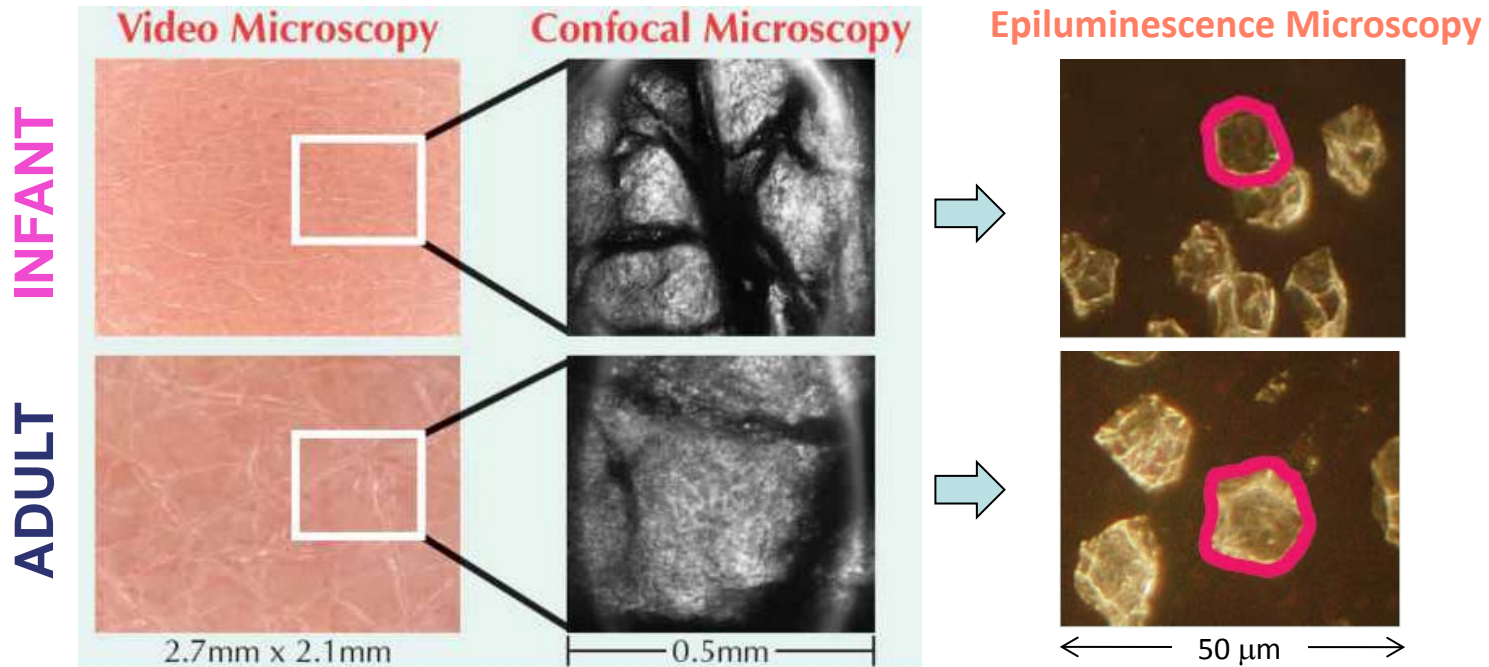 Video Microscopy
Confocal Microscopy
Epiluminescence Microscopy
INFANT
ADULT
2.7mm x 2.1mm
0.5mm
50 μm